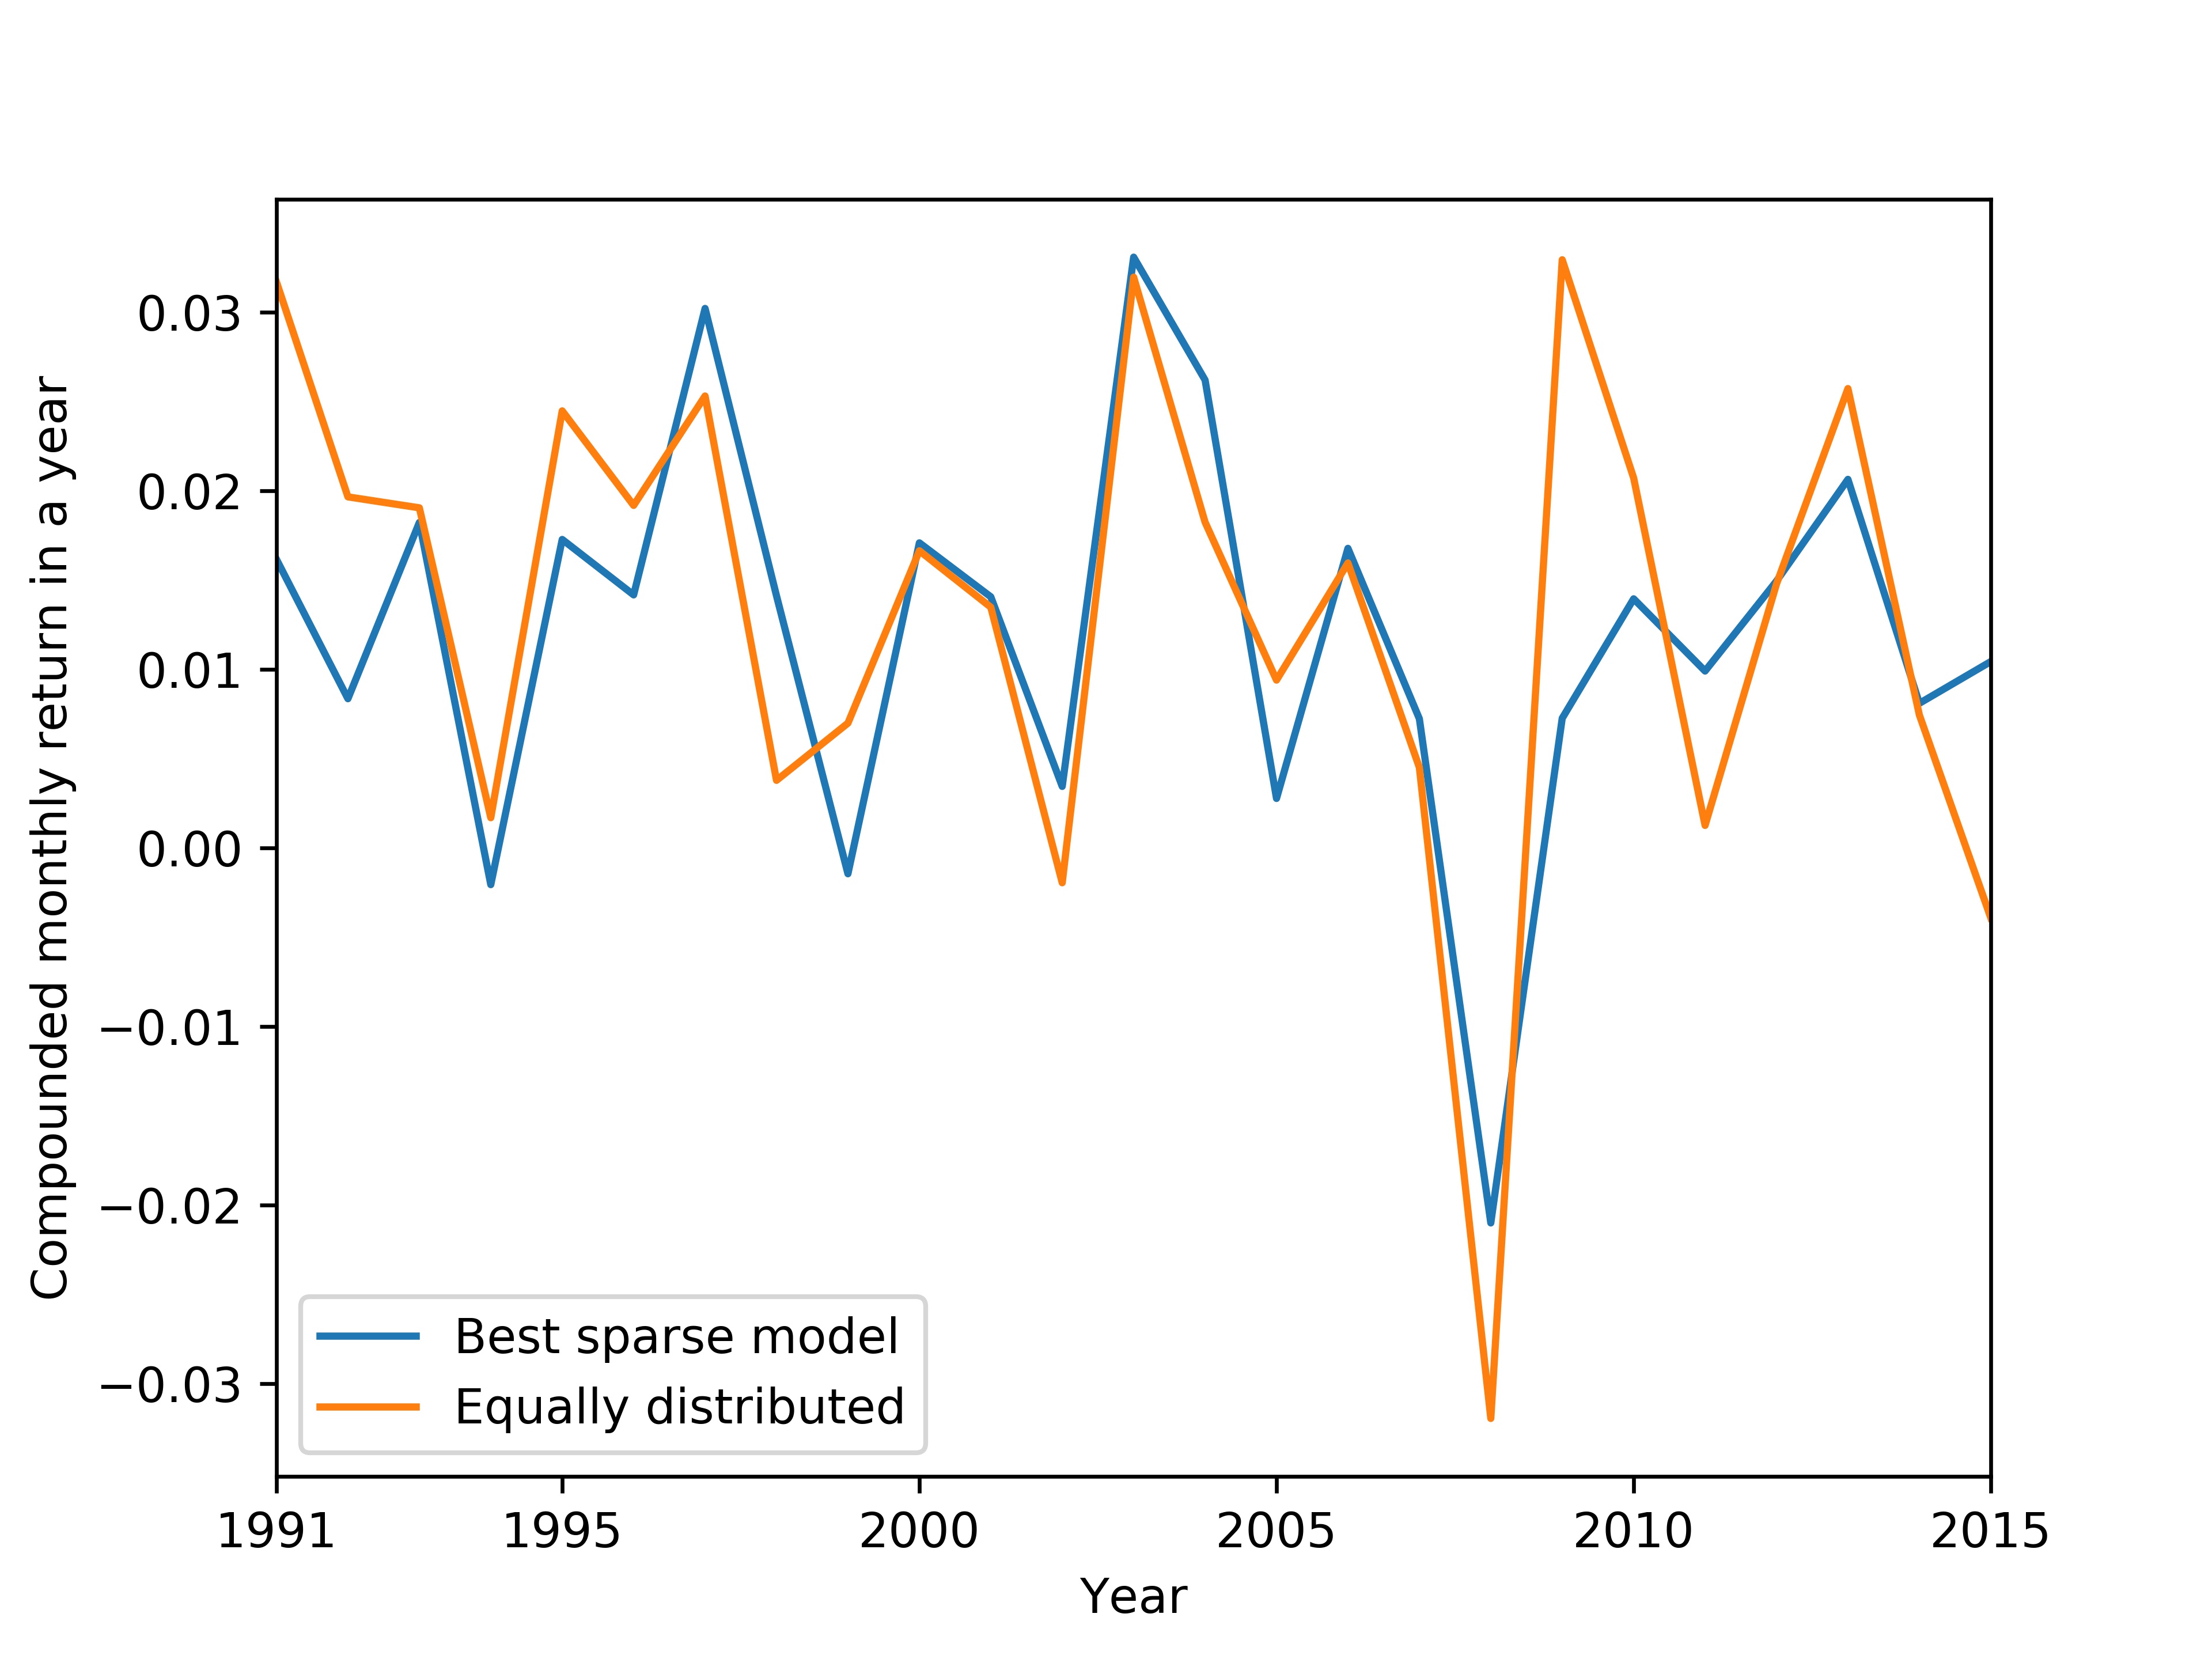 Compounded monthly return in a year
0.03
0.02
0.01
0.00
−0.01
−0.02
−0.03
Best sparse model
Equally distributed
1991 1995 2000 2005 2010 2015
Year